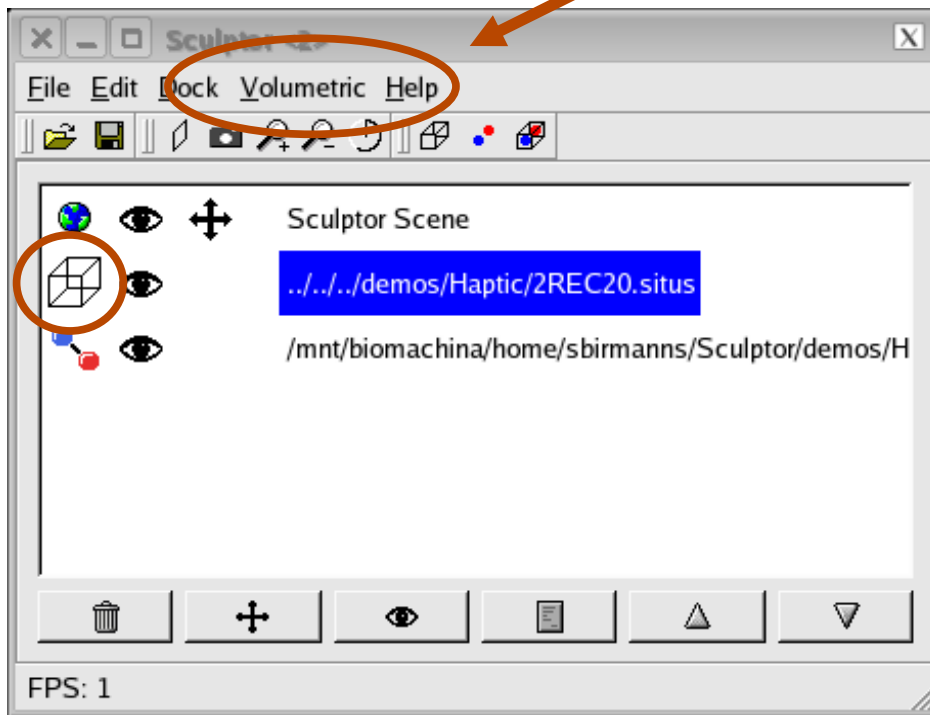 Sculptor <2>
File Edit Dock Volumetric Help
Sculptor Scene
../../../demos/Haptic/2REC20.situs
/mnt/biomachina/home/sbirmanns/Sculptor/demos/H
FPS: 1